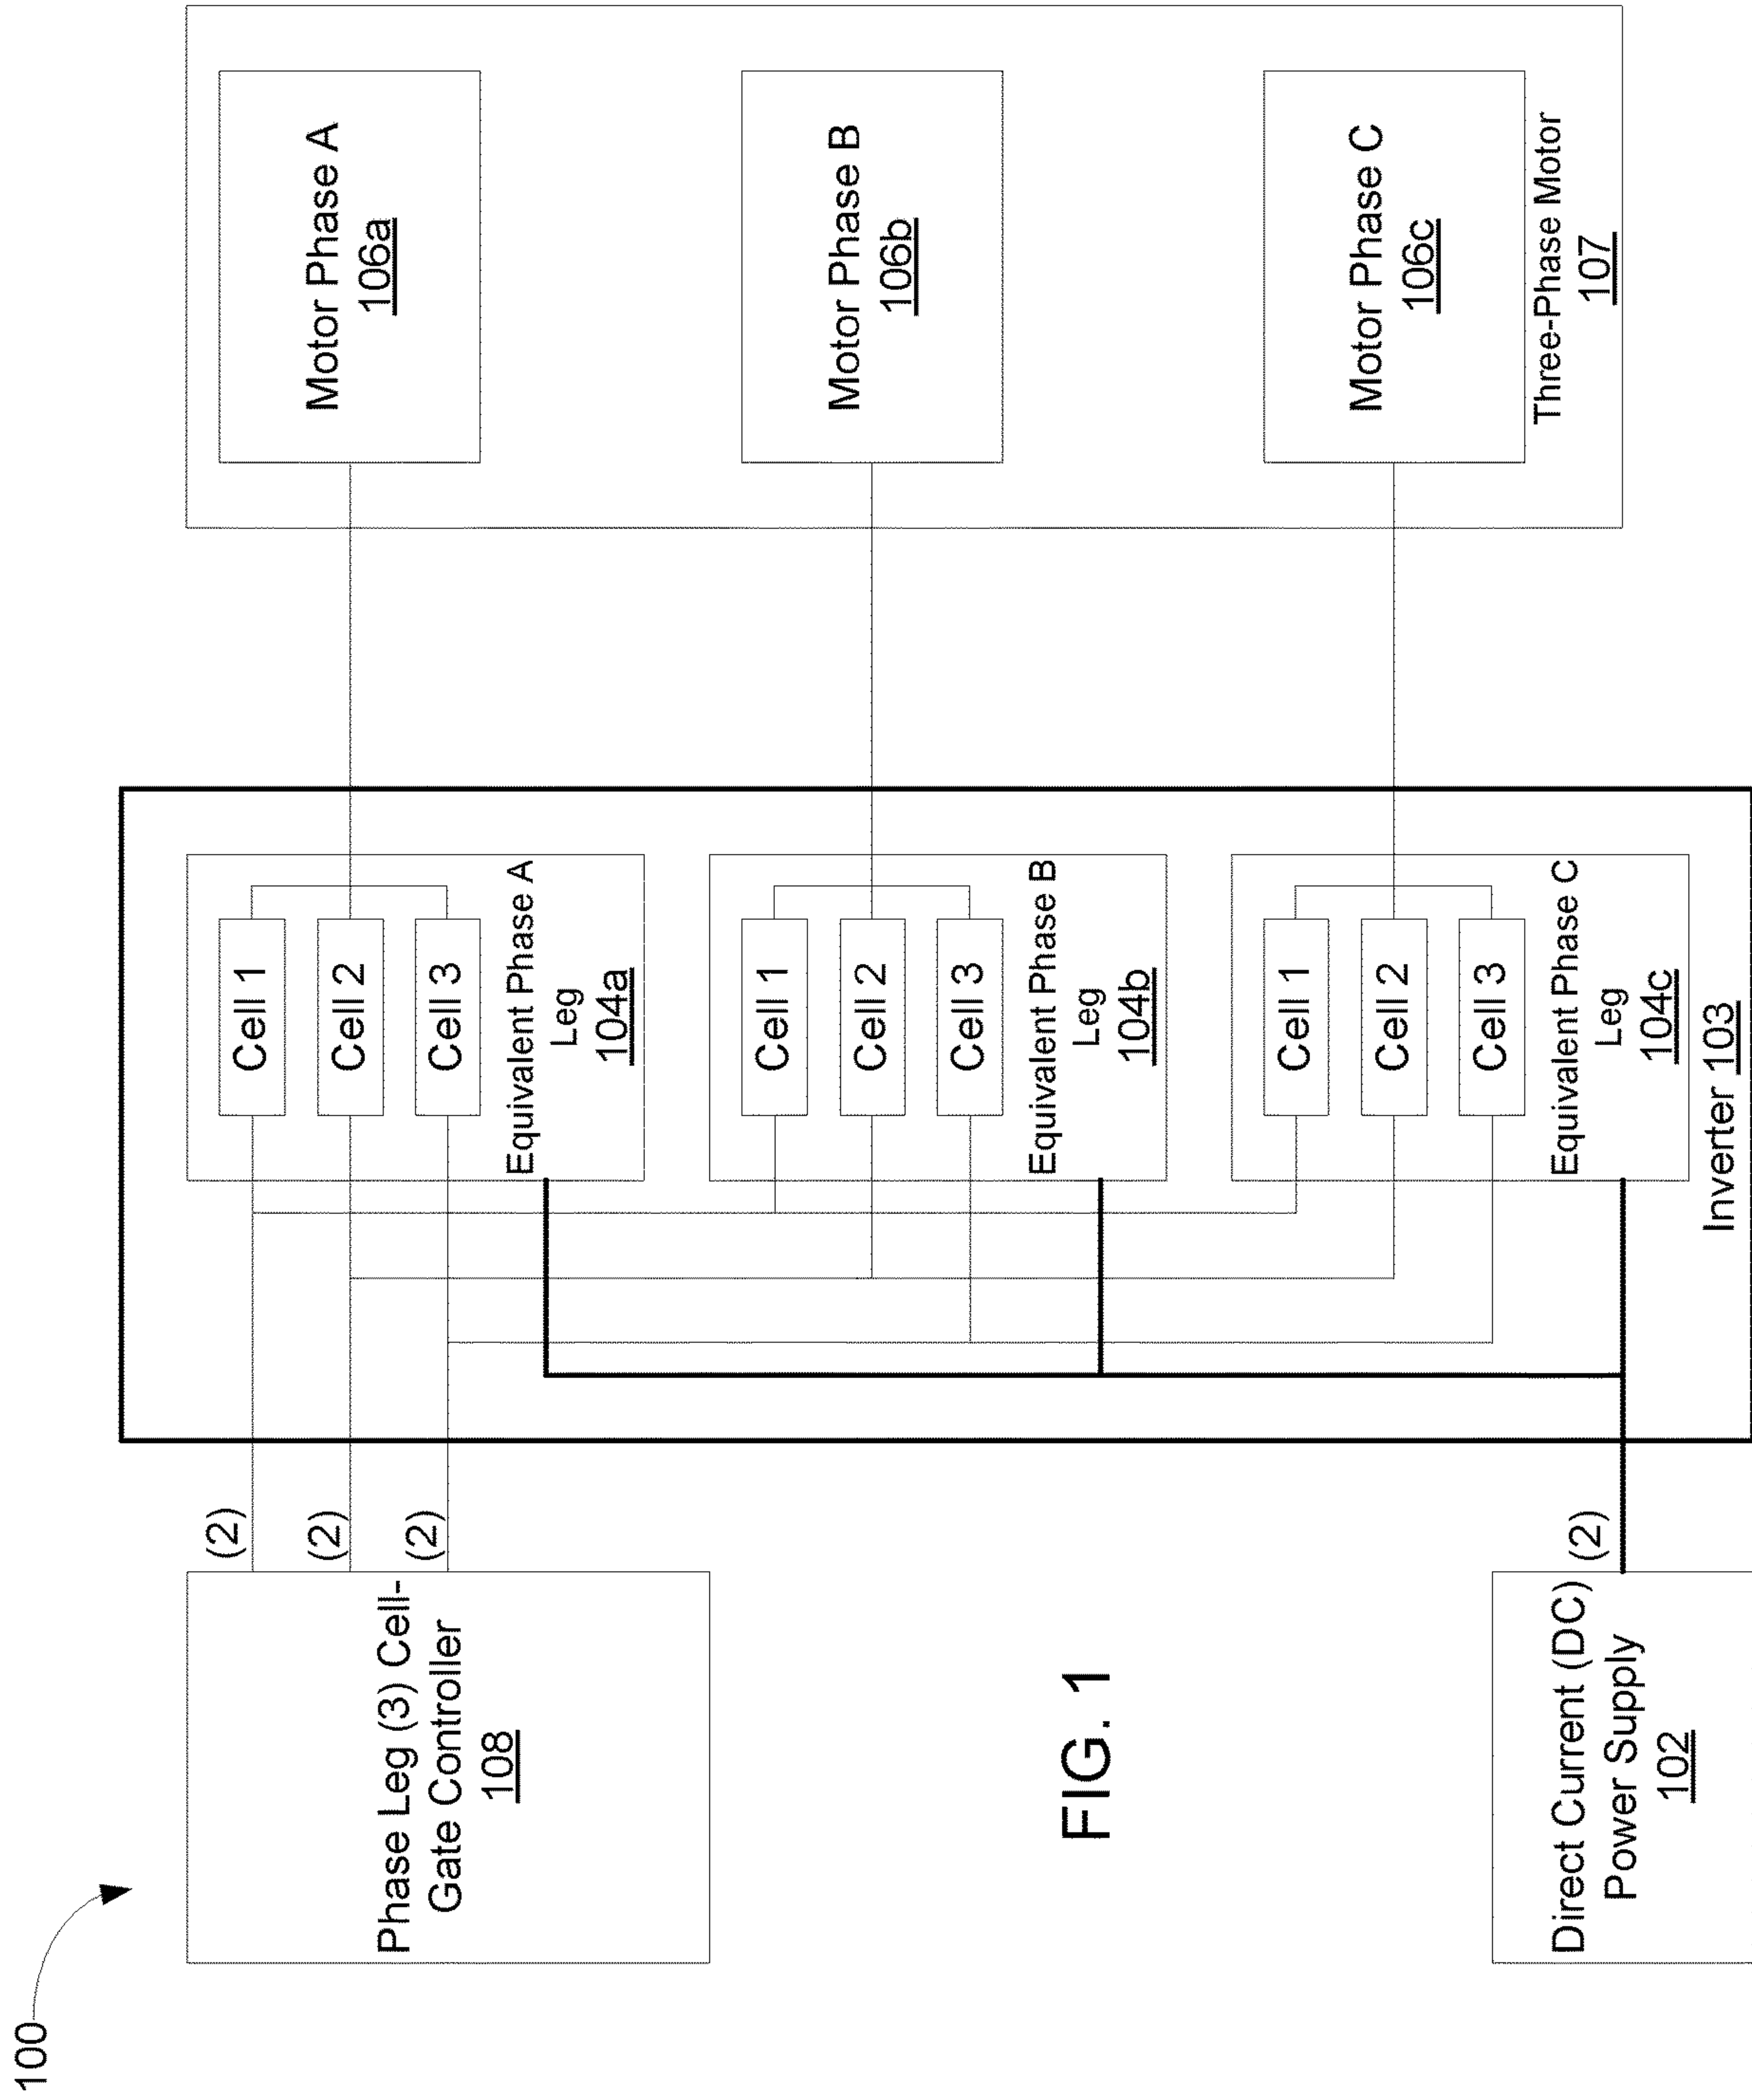 100
Phase Leg (3) Cell-
Gate Controller
108
(2)
(2)
(2)
Direct Current (DC)
Power Supply
102
(2)
Cell 1
Cell 2
Cell 3
Equivalent Phase A
Leg
104a
Cell 1
Cell 2
Cell 3
Equivalent Phase B
Leg
104b
Cell 1
Cell 2
Cell 3
Equivalent Phase C
Leg
104c
Inverter 103
Motor Phase A
106a
Motor Phase B
106b
Motor Phase C
106c
Three-Phase Motor
107
FIG. 1